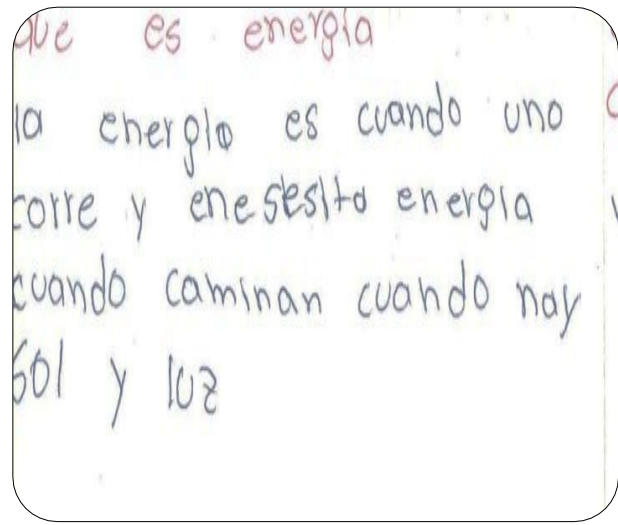 que es energia
la energia es cuando uno
corre y enesesita energia
cuando caminan cuando hay
sol y luz